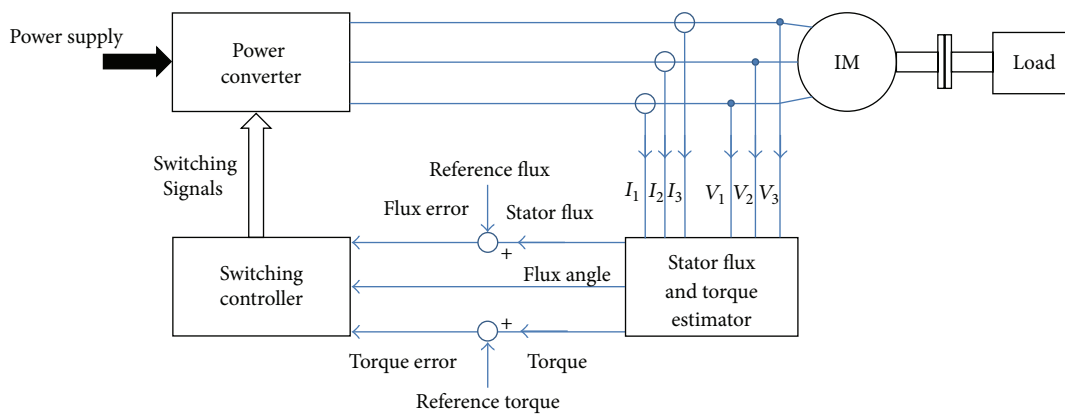 Power supply
Power
converter
IM
Load
Switching
Signals
Reference flux
I1 I2 I3 V1 V2 V3
Flux error
Stator flux
+
Switching
controller
Flux angle
Stator flux
and torque
estimator
+
Torque error
Torque
Reference torque